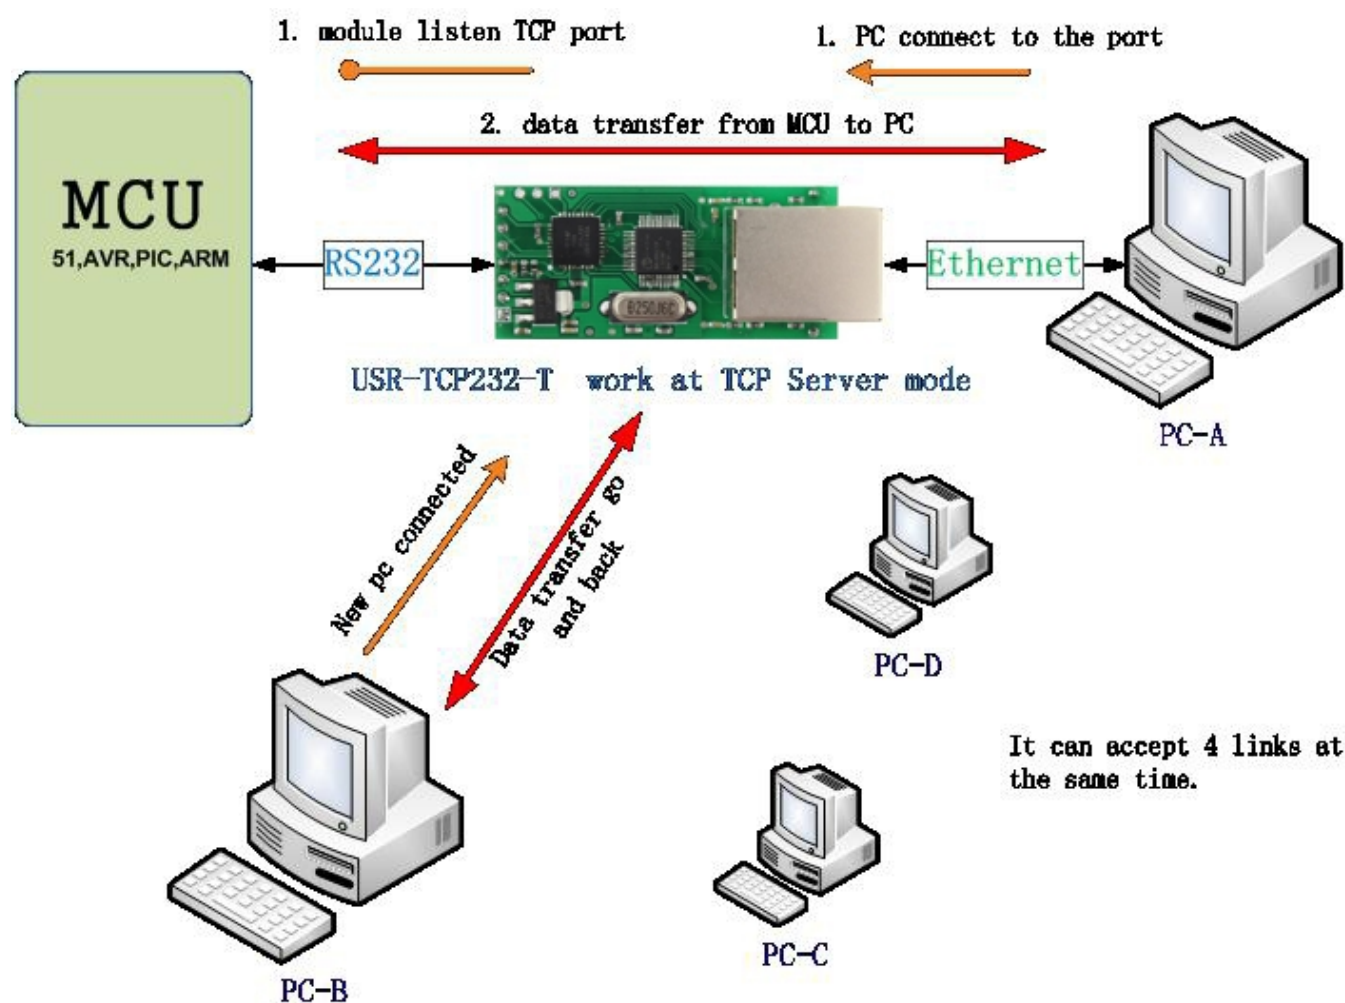 1. module listen TCP port
1. PC connect to the port
2. data transfer from MCU to PC
MCU
51,AVR,PIC,ARM
RS232
Ethernet
USR-TCP232-T work at TCP Server mode
PC-A
New pc connected
Data transfer go
and back
PC-D
It can accept 4 links at
the same time.
PC-C
PC-B